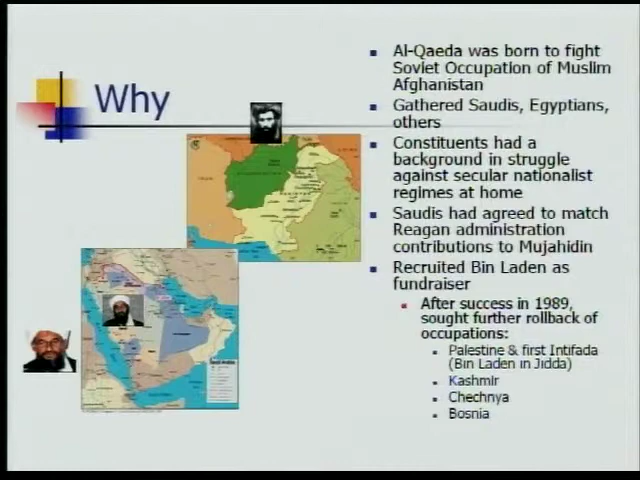 Why
Al-Qaeda was born to fight
Soviet Occupation of Muslim
Afghanistan
Gathered Saudis, Egyptians,
others
Constituents had a
background in struggle
against secular nationalist
regimes at home
Saudis had agreed to match
Reagan administration
contributions to Mujahidin
Recruited Bin Laden as
fundraiser
After success in 1989,
sought further rollback of
occupations:
Palestine & first Intifada
(Bin Laden in Jidda)
Kashmir
Chechnya
Bosnia